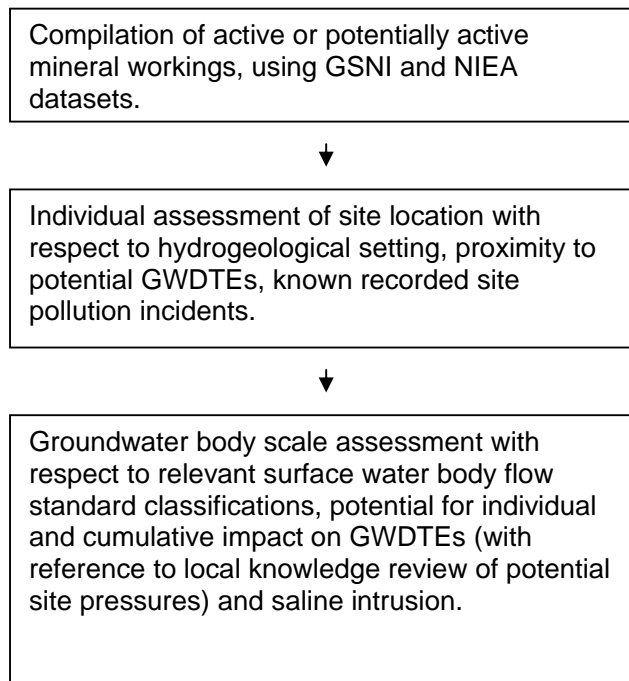 Compilation of active or potentially active
mineral workings, using GSNI and NIEA
datasets.
Individual assessment of site location with
respect to hydrogeological setting, proximity to
potential GWDTEs, known recorded site
pollution incidents.
Groundwater body scale assessment with
respect to relevant surface water body flow
standard classifications, potential for individual
and cumulative impact on GWDTEs (with
reference to local knowledge review of potential
site pressures) and saline intrusion.